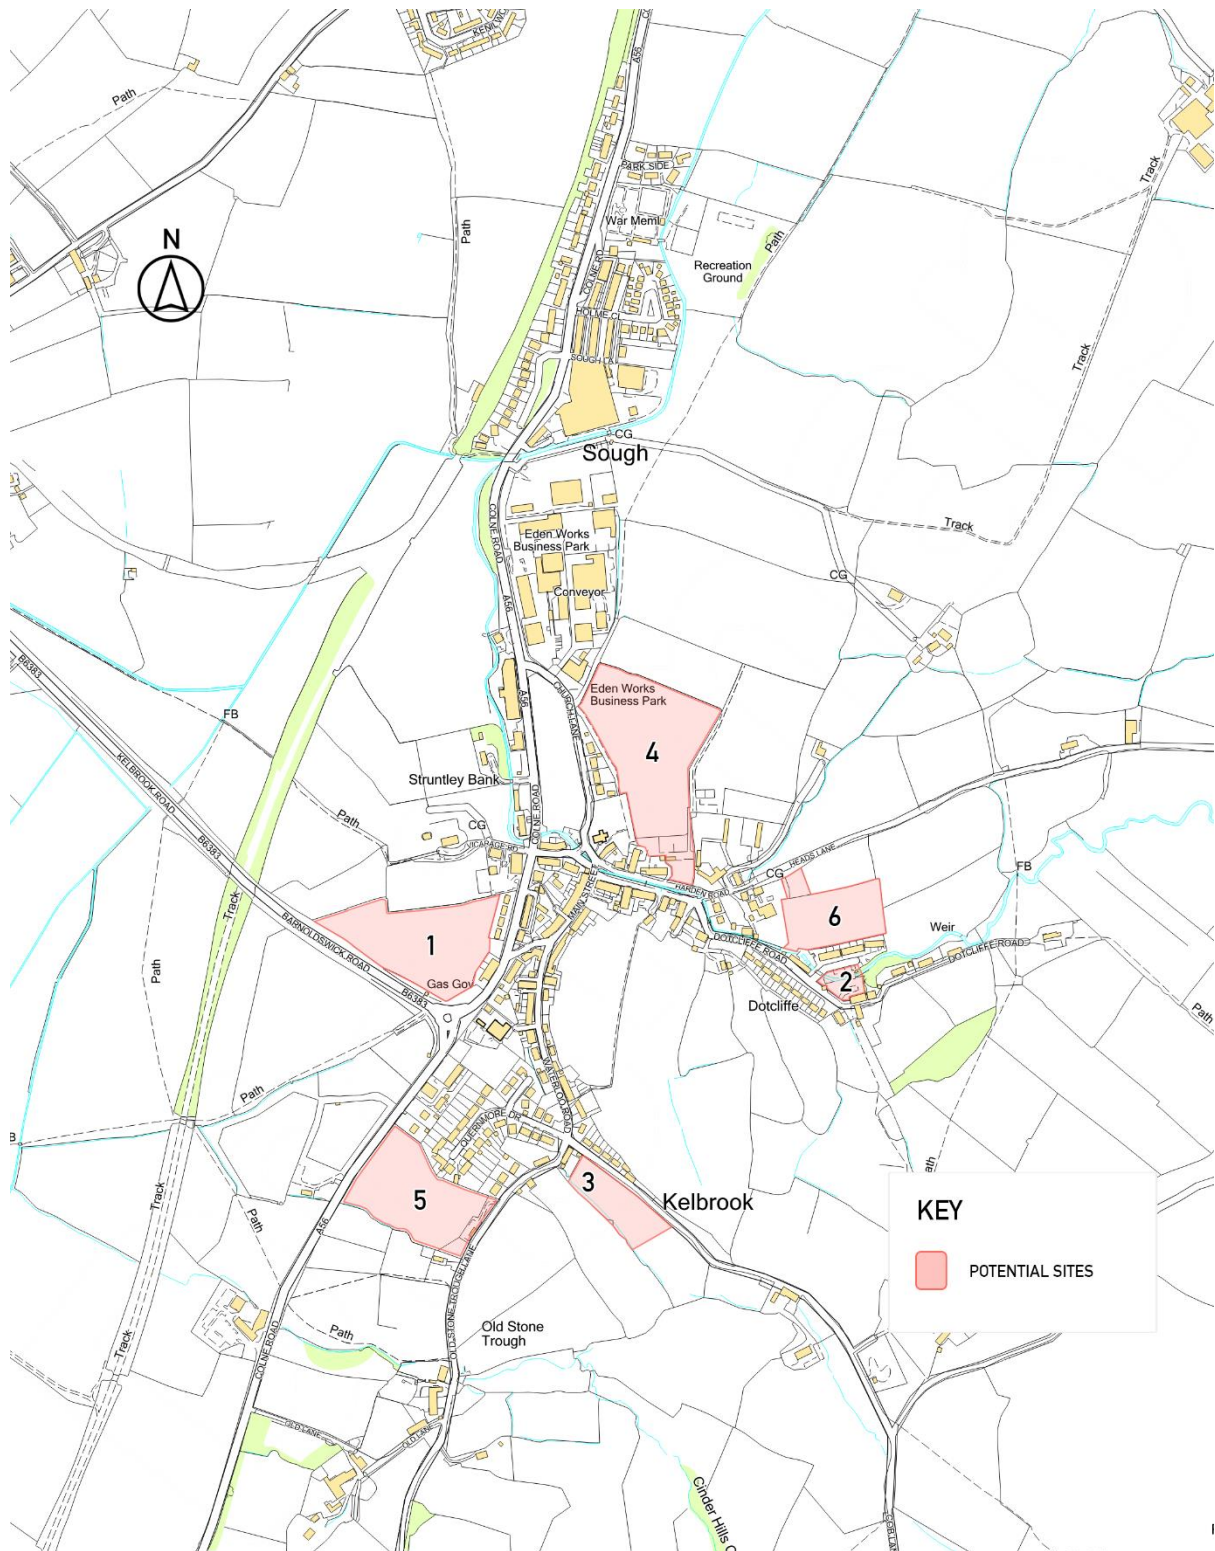 KENILWO
A56
Path
PARK SIDE
Track
War Meml
Path
Path
N
Recreation
Ground
COLNE RD
HOLME CL
Track
SOUGH LA
CG
Sough
COLNE ROAD
Track
Eden Works
Business Park
CG
Conveyor
A56
B6383
Eden Works
Business Park
CHURCH LANE
A56
FB
KELBROOK ROAD
4
Struntley Bank
Path
COLNE ROAD
CG
VICARAGE RD
B6383
HEADS LANE
CG
FB
MAIN STREET
HARDEN ROAD
Track
6
Weir
BARNOLDSWICK ROAD
1
DOTCLIFFE ROAD
DOTCLIFFE ROAD
Path
Gas Gov
2
B6383
Dotcliffe
Path
WATERLOO ROAD
Path
QUERNMORE DR
B
3
KEY
Track
5
Kelbrook
Path
A56
POTENTIAL SITES
OLD STONE TROUGH LANE
Old Stone
Trough
Path
Track
COLNE ROAD
OLD LANE
OLD LANE
Cinder Hills C
COB LAN